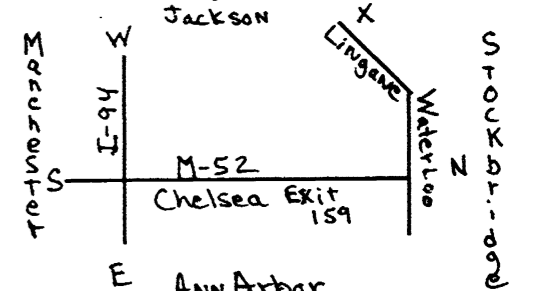 Jackson
X
Manchester
W
Lingane
Stockbridge
I-94
Waterloo
M-52
S
N
Chelsea Exit
159
E
Ann Arbor